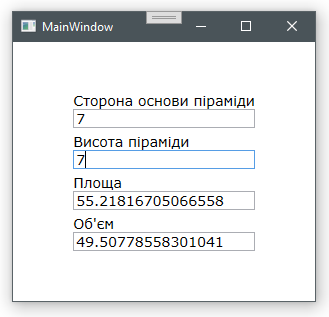 MainWindow
Сторона основи піраміди
7
Висота піраміди
7
Площа
55.21816705066558
Об'єм
49.50778558301041